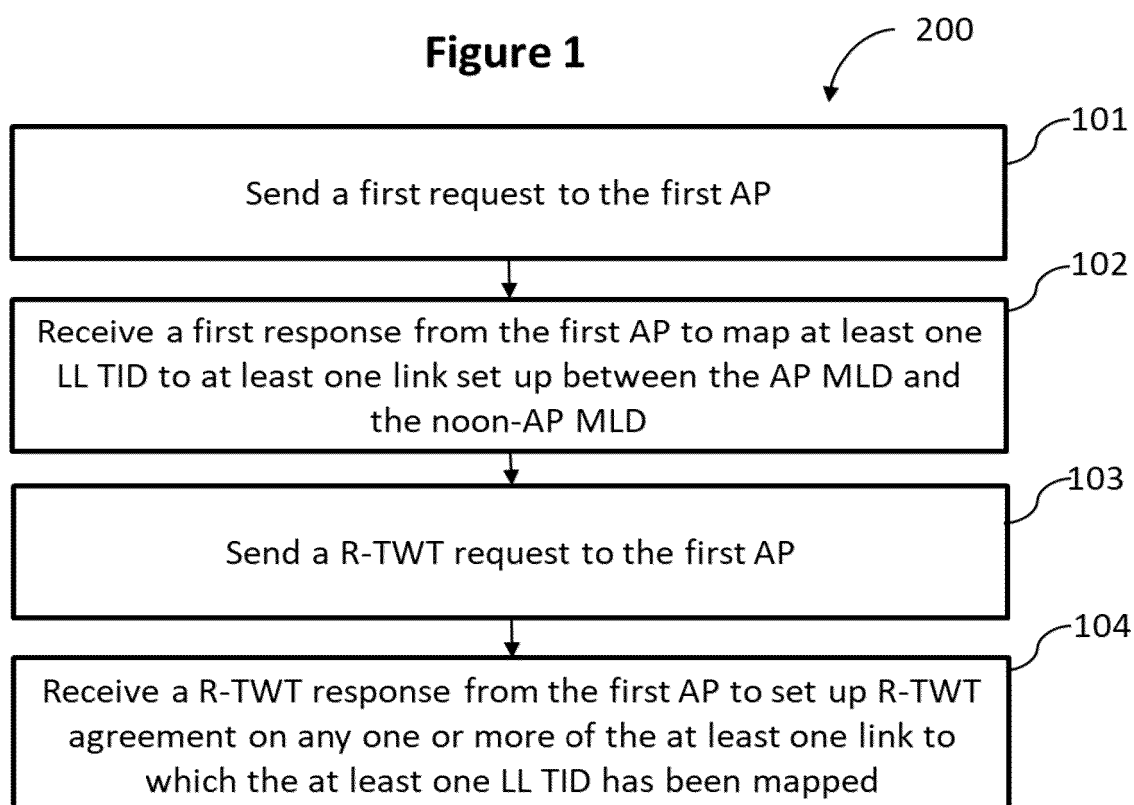 Figure 1
200
101
Send a first request to the first AP
102
Receive a first response from the first AP to map at least one
LL TID to at least one link set up between the AP MLD and
the noon-AP MLD
103
Send a R-TWT request to the first AP
104
Receive a R-TWT response from the first AP to set up R-TWT
agreement on any one or more of the at least one link to
which the at least one LL TID has been mapped